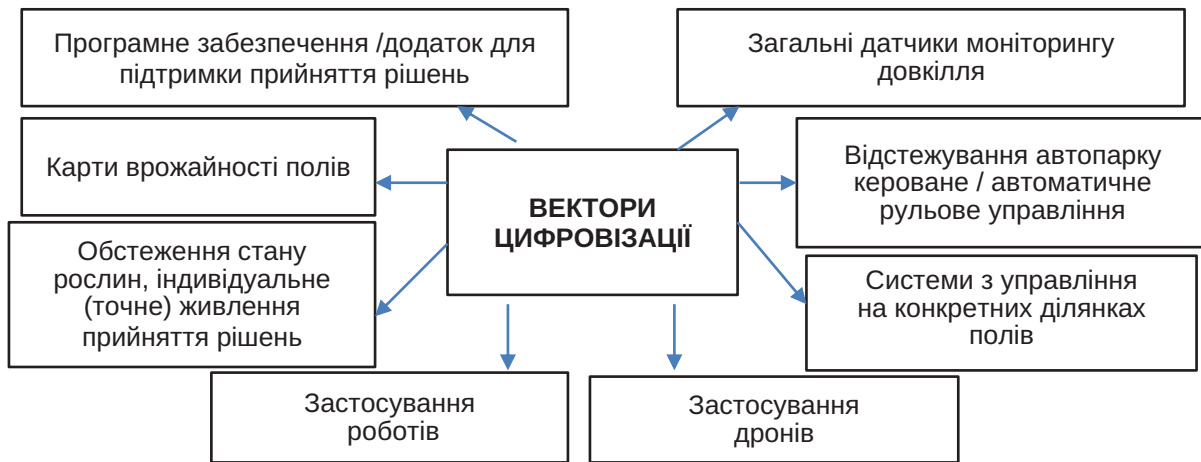 Програмне забезпечення /додаток для
підтримки прийняття рішень
Загальні датчики моніторингу
довкілля
Карти врожайності полів
ВЕКТОРИ
ЦИФРОВІЗАЦІЇ
Відстежування автопарку
кероване / автоматичне
рульове управління
Обстеження стану
рослин, індивідуальне
(точне) живлення
прийняття рішень
Системи з управління
на конкретних ділянках
полів
Застосування
роботів
Застосування
дронів